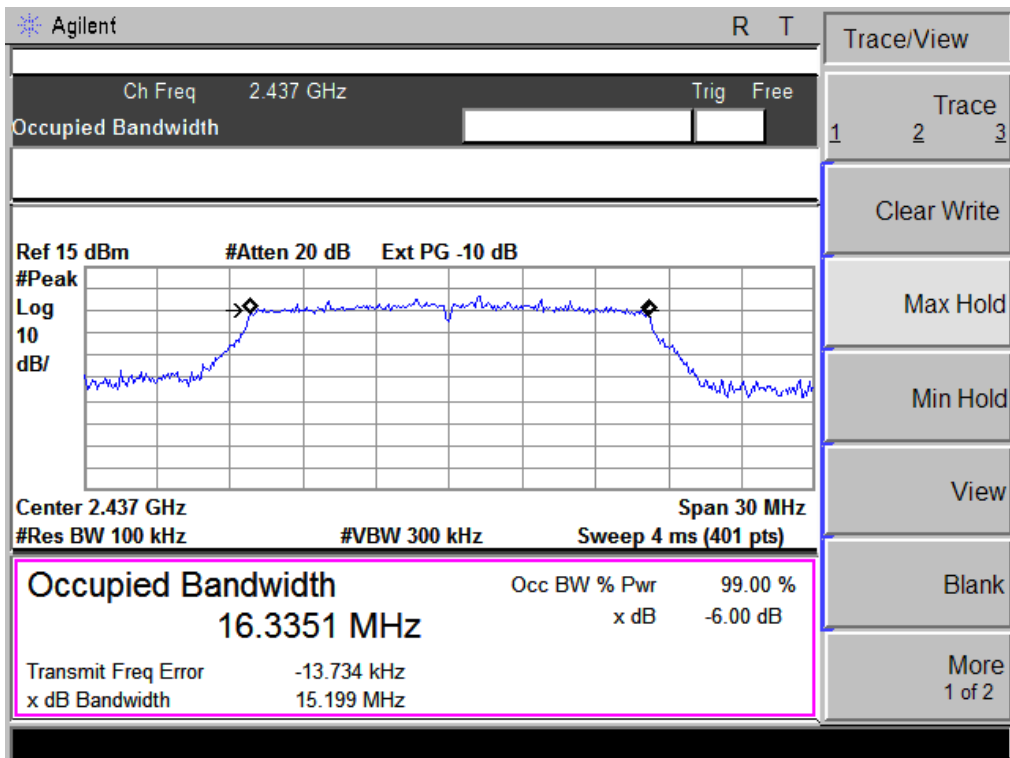 Agilent R T
Ch Freq 2.437 GHz Trig Free
Occupied Bandwidth
Ref 15 dBm #Atten 20 dB Ext PG -10 dB
#Peak
Log
10
dB/
Center 2.437 GHz Span 30 MHz
#Res BW 100 kHz #VBW 300 kHz Sweep 4 ms (401 pts)
Occupied Bandwidth
16.3351 MHz
Occ BW % Pwr 99.00 %
x dB -6.00 dB
Transmit Freq Error -13.734 kHz
x dB Bandwidth 15.199 MHz
Trace/View
Trace
1 2 3
Clear Write
Max Hold
Min Hold
View
Blank
More
1 of 2